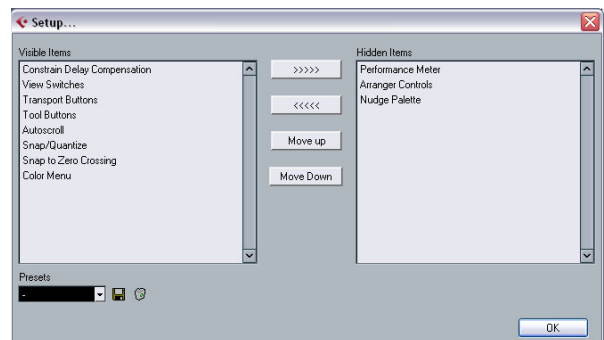 Setup...
Visible Items
Constrain Delay Compensation
View Switches
Transport Buttons
Tool Buttons
Autoscroll
Snap/Quantize
Snap to Zero Crossing
Color Menu
>>>>>
<<<<<
Move up
Move Down
Hidden Items
Performance Meter
Arranger Controls
Nudge Palette
Presets
-
OK